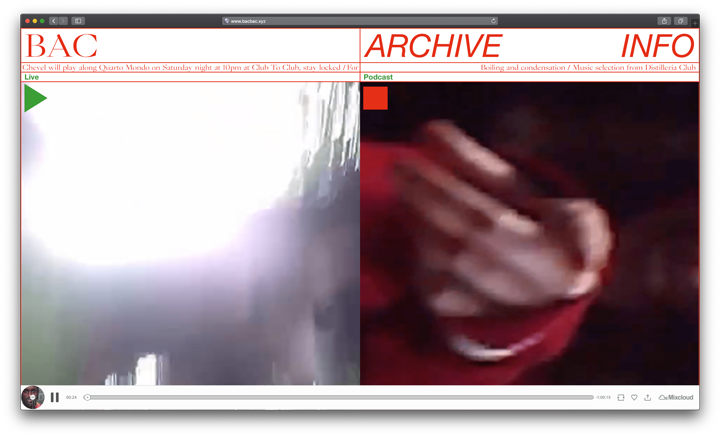 www.bacbac.xyz
BAC
ARCHIVE INFO
Chevel will play along Quarto Mondo on Saturday night at 10pm at Club To Club, stay locked / For
Boiling and condensation / Music selection from Distilleria Club
Live
Podcast
00:24
-1:00:15
Mixcloud